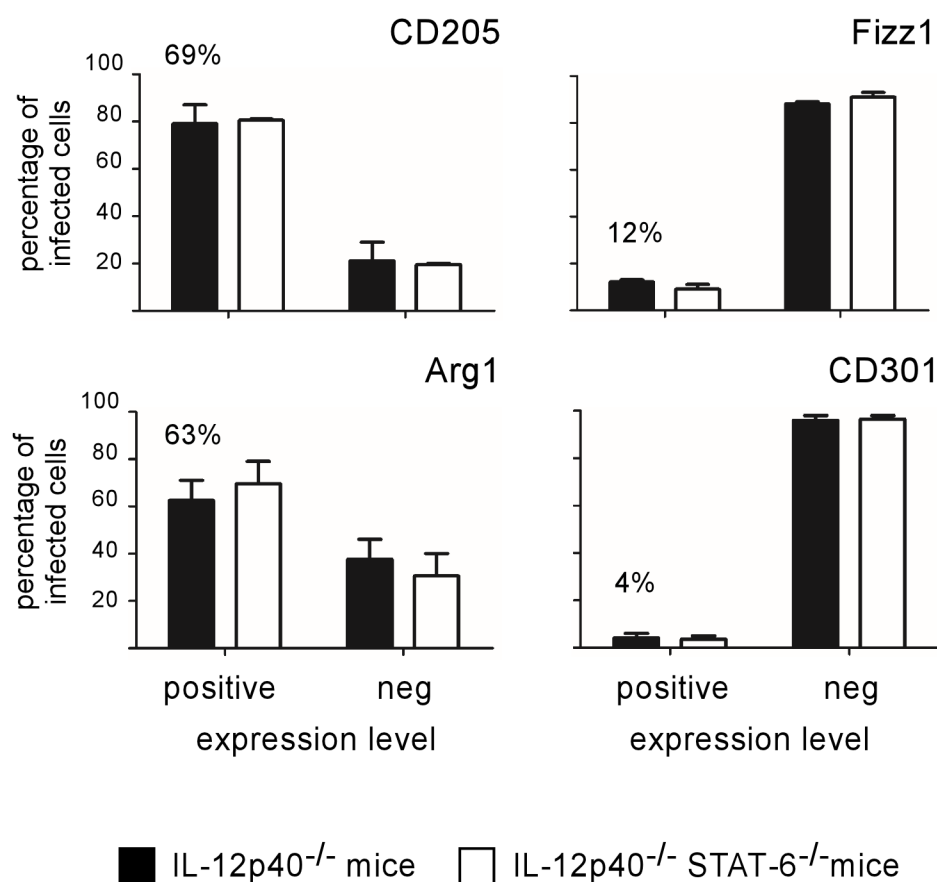 CD205
69%
100
80
60
40
20
percentage of
infected cells
Fizz1
12%
Arg1
63%
100
80
60
40
20
percentage of
infected cells
positive neg
expression level
CD301
4%
positive neg
expression level
IL-12p40-/- mice IL-12p40-/- STAT-6-/-mice